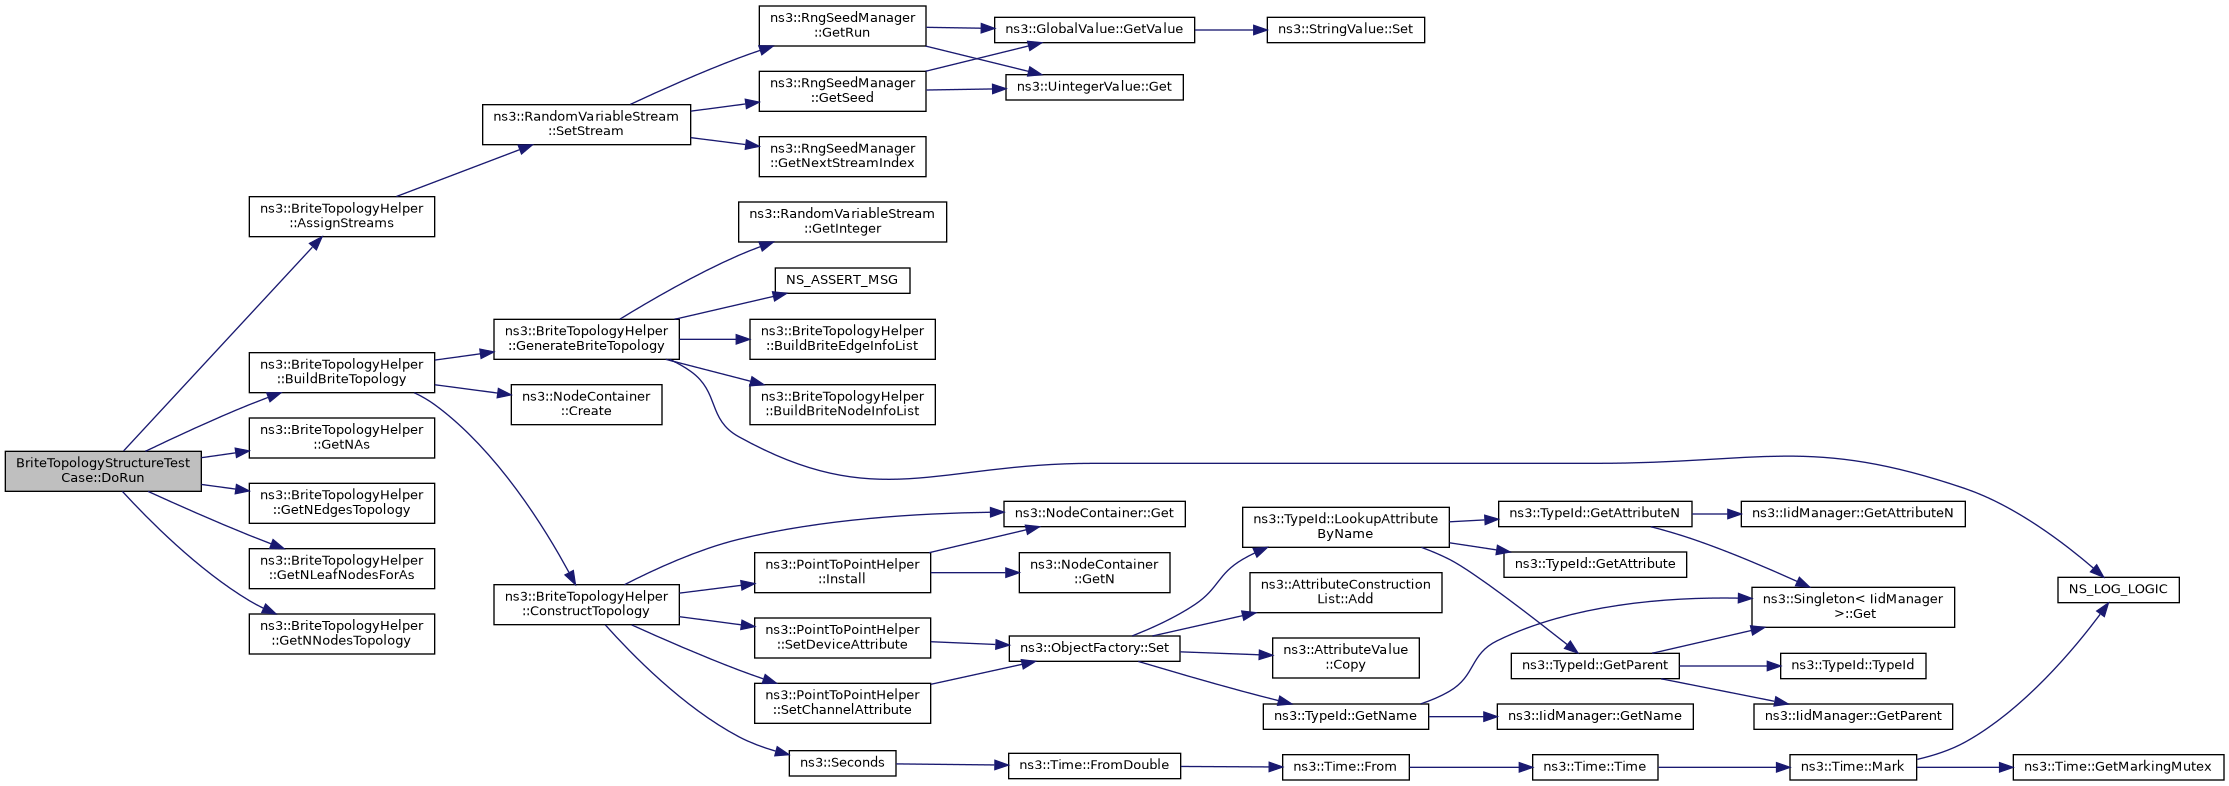 BriteTopologyStructureTest
Case::DoRun
ns3::BriteTopologyHelper
::AssignStreams
ns3::BriteTopologyHelper
::BuildBriteTopology
ns3::BriteTopologyHelper
::GetNAs
ns3::BriteTopologyHelper
::GetNEdgesTopology
ns3::BriteTopologyHelper
::GetNLeafNodesForAs
ns3::BriteTopologyHelper
::GetNNodesTopology
ns3::RandomVariableStream
::SetStream
ns3::BriteTopologyHelper
::GenerateBriteTopology
ns3::NodeContainer
::Create
ns3::BriteTopologyHelper
::ConstructTopology
ns3::RngSeedManager
::GetRun
ns3::RngSeedManager
::GetSeed
ns3::RngSeedManager
::GetNextStreamIndex
ns3::RandomVariableStream
::GetInteger
NS_ASSERT_MSG
ns3::BriteTopologyHelper
::BuildBriteEdgeInfoList
ns3::BriteTopologyHelper
::BuildBriteNodeInfoList
ns3::PointToPointHelper
::Install
ns3::PointToPointHelper
::SetDeviceAttribute
ns3::PointToPointHelper
::SetChannelAttribute
ns3::Seconds
ns3::GlobalValue::GetValue
ns3::UintegerValue::Get
ns3::NodeContainer::Get
ns3::NodeContainer
::GetN
ns3::ObjectFactory::Set
ns3::Time::FromDouble
ns3::StringValue::Set
ns3::TypeId::LookupAttribute
ByName
ns3::AttributeConstruction
List::Add
ns3::AttributeValue
::Copy
ns3::TypeId::GetName
ns3::Time::From
ns3::TypeId::GetAttributeN
ns3::TypeId::GetAttribute
ns3::TypeId::GetParent
ns3::IidManager::GetName
ns3::Time::Time
ns3::IidManager::GetAttributeN
ns3::Singleton< IidManager
>::Get
ns3::TypeId::TypeId
ns3::IidManager::GetParent
ns3::Time::Mark
NS_LOG_LOGIC
ns3::Time::GetMarkingMutex